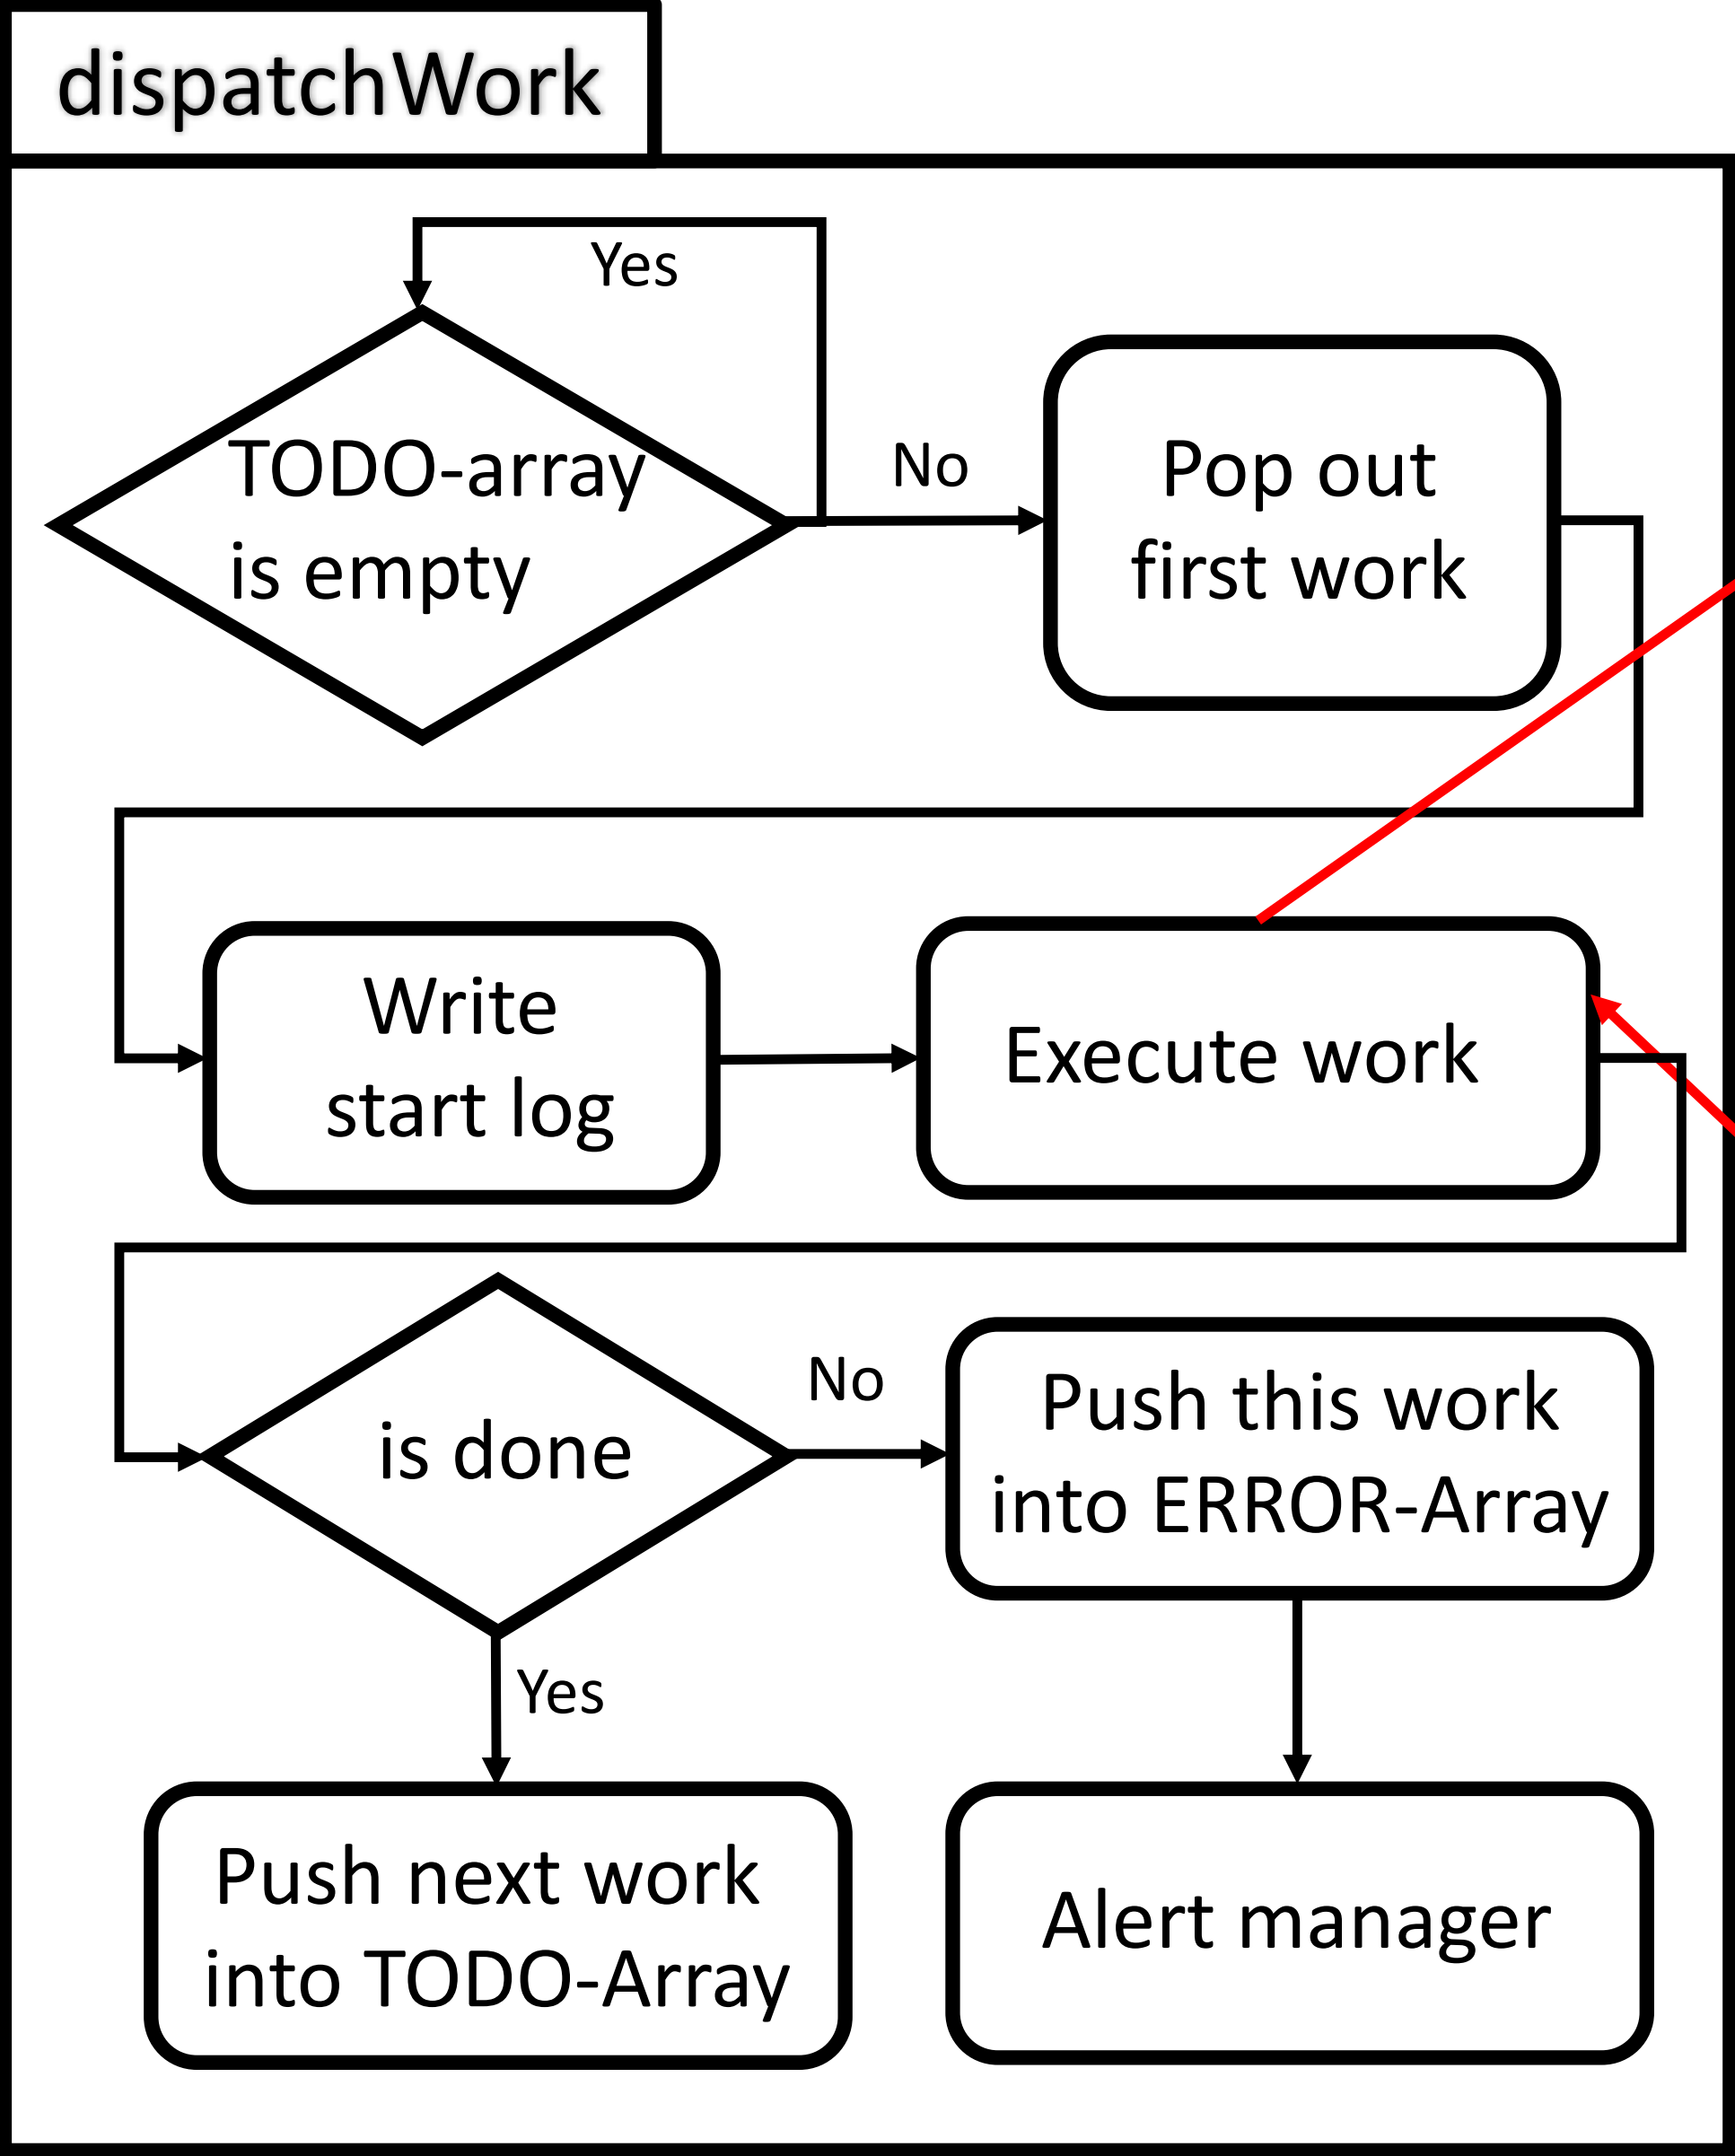 dispatchWork
Yes
TODO-array
is empty
No
Pop out
first work
Write
start log
Execute work
is done
No
Push this work
into ERROR-Array
Yes
Push next work
into TODO-Array
Alert manager